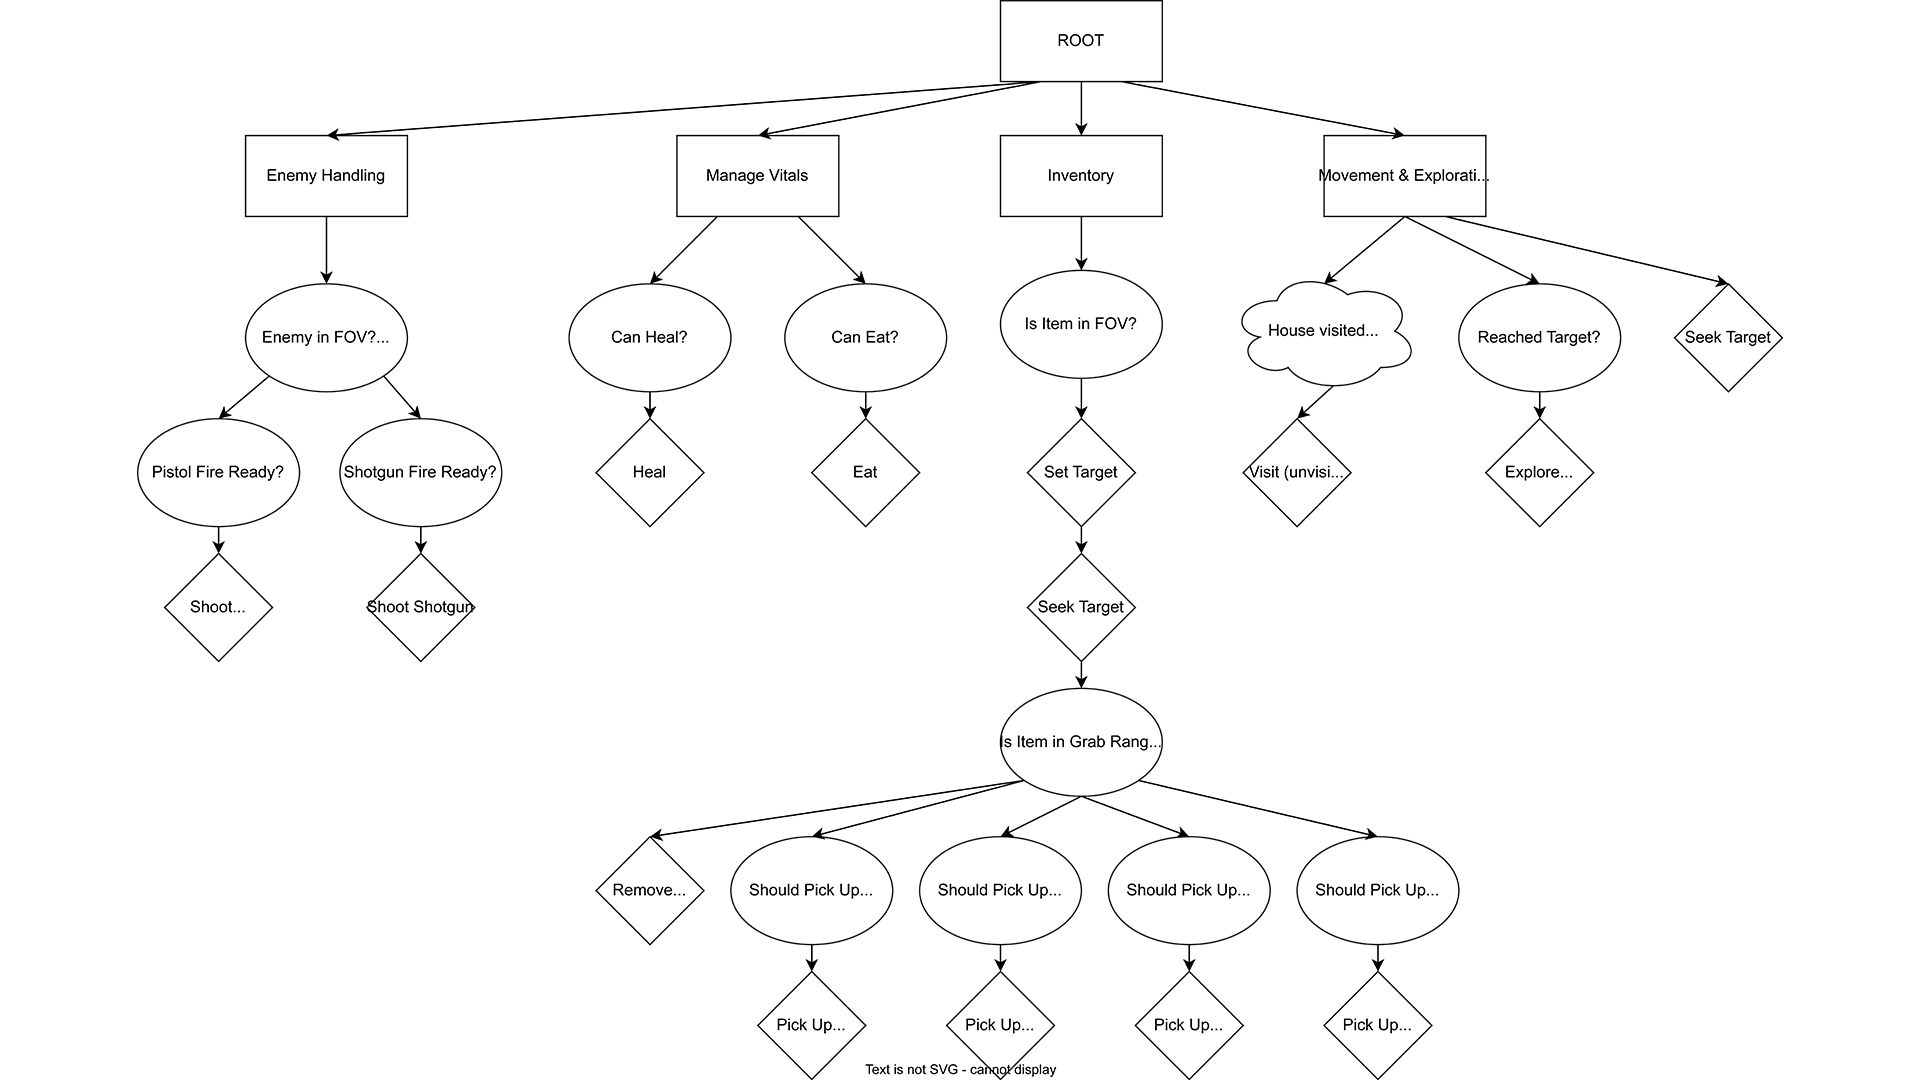 ROOT
Enemy Handling
Manage Vitals
Inventory
Movement & Explorati...
Enemy in FOV?...
Can Heal?
Can Eat?
Is Item in FOV?
House visited...
Reached Target?
Seek Target
Pistol Fire Ready?
Shotgun Fire Ready?
Heal
Eat
Set Target
Visit (unvisi...
Explore...
Shoot...
Shoot Shotgun
Seek Target
Is Item in Grab Rang...
Remove...
Should Pick Up...
Should Pick Up...
Should Pick Up...
Should Pick Up...
Pick Up...
Pick Up...
Pick Up...
Pick Up...
Text is not SVG - cannot display